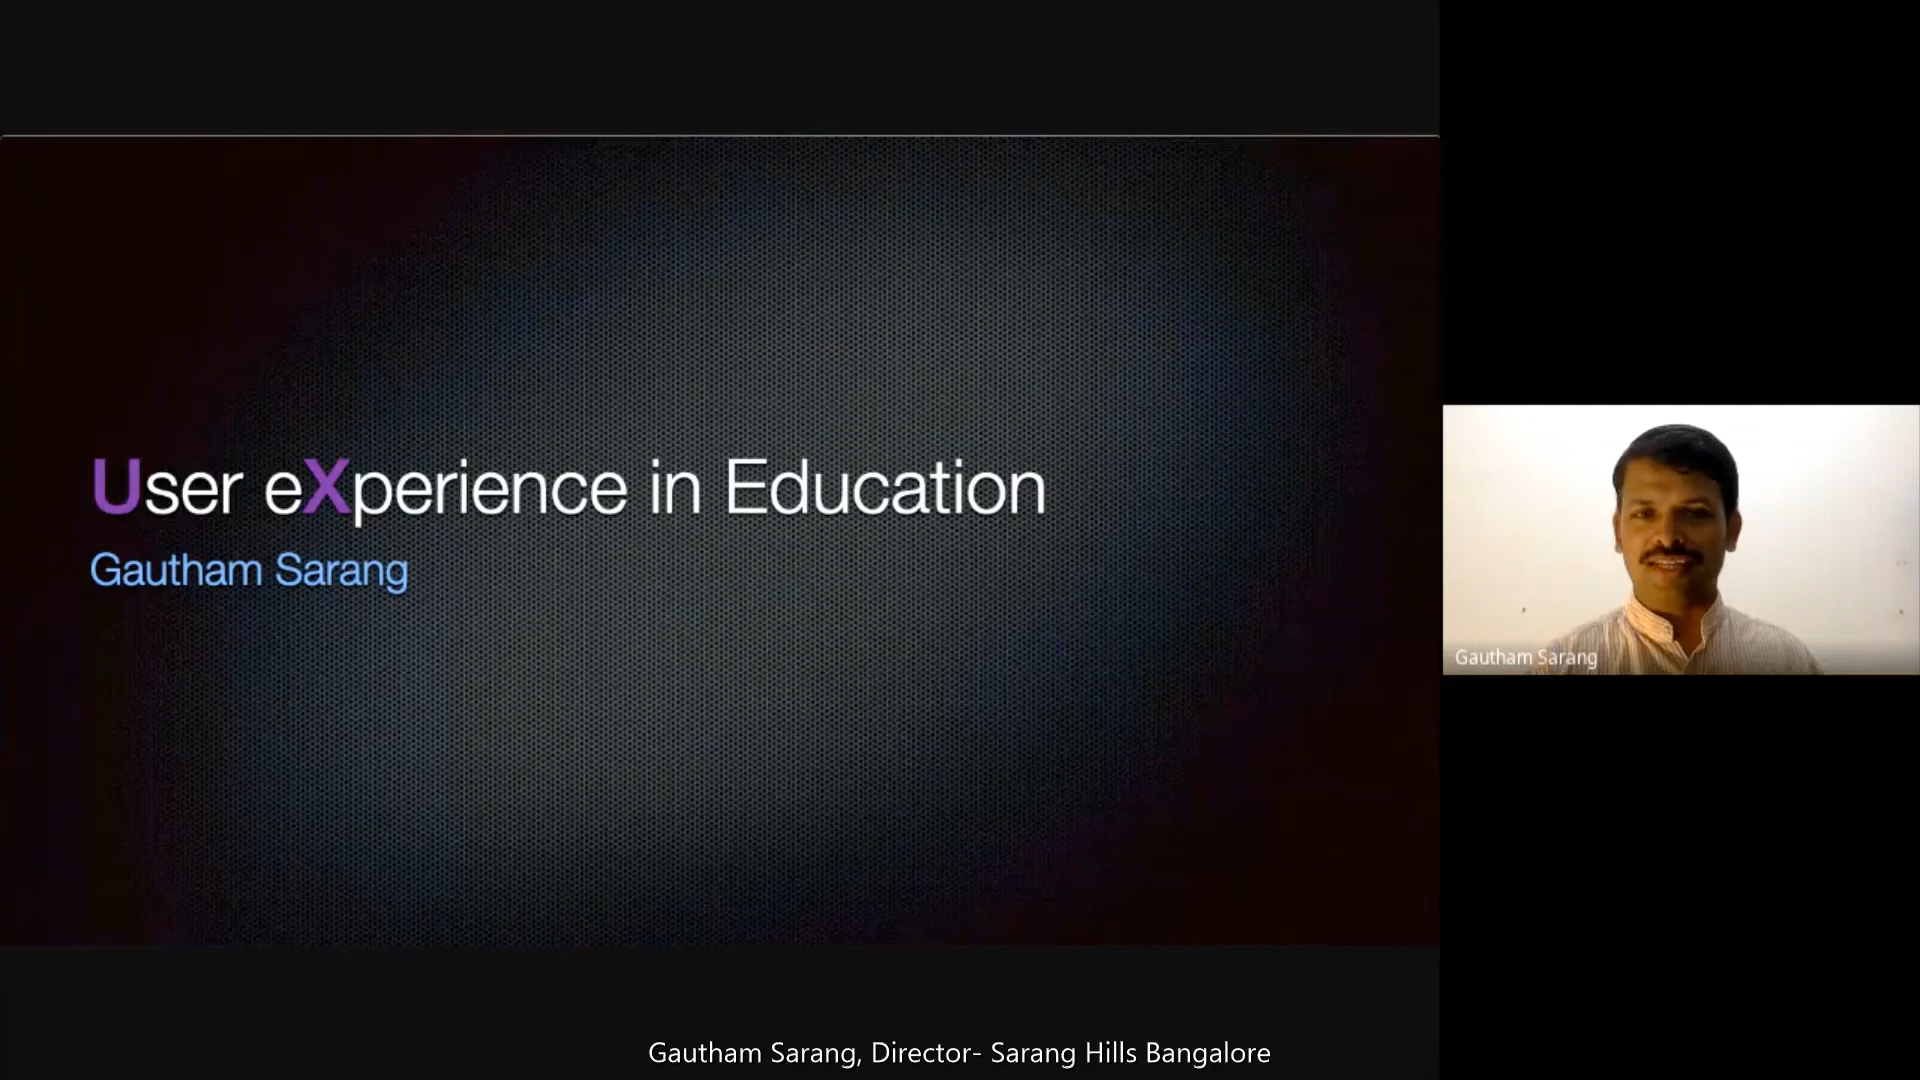 User eXperience in Education
Gautham Sarang
Gautham Sarang
Gautham Sarang, Director- Sarang Hills Bangalore